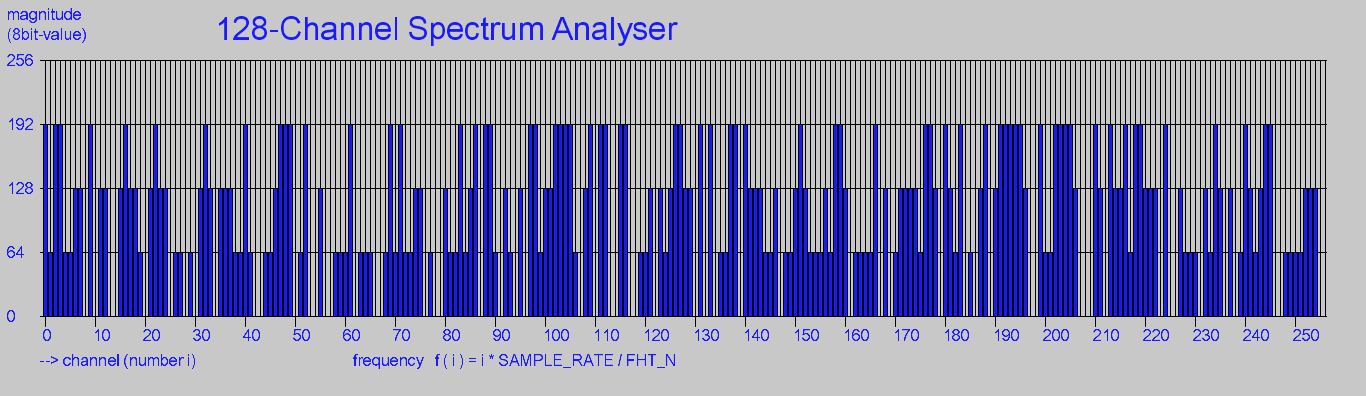 magnitude
(8bit-value)
128-Channel Spectrum Analyser
256
192
128
64
0
0 10 20 30 40 50 60 70 80 90 100 110 120 130 140 150 160 170 180 190 200 210 220 230 240 250
--> channel (number i) frequency f ( i ) = i * SAMPLE_RATE / FHT_N